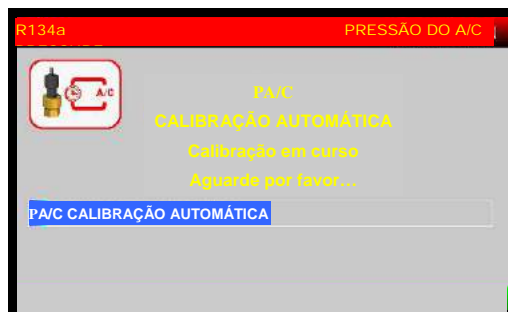 R134a PRESSÃO DO A/C
A/C
PA/C
CALIBRAÇÃO AUTOMÁTICA
Calibração em curso
Aguarde por favor...
PA/C CALIBRAÇÃO AUTOMÁTICA